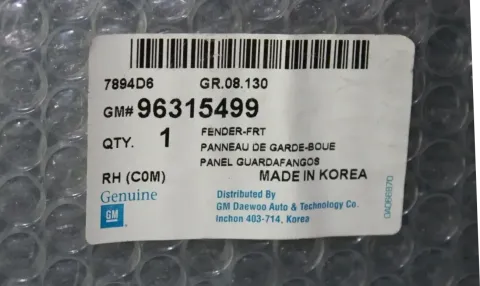 7894D6 GR.08.130
GM# 96315499
QTY. 1 FENDER-FRT
PANNEAU DE GARDE-BOUE
PANEL GUARDAFANGOS
RH (COM) MADE IN KOREA
Genuine
GM
Distributed By
GM Daewoo Auto & Technology Co.
Inchon 403-714, Korea